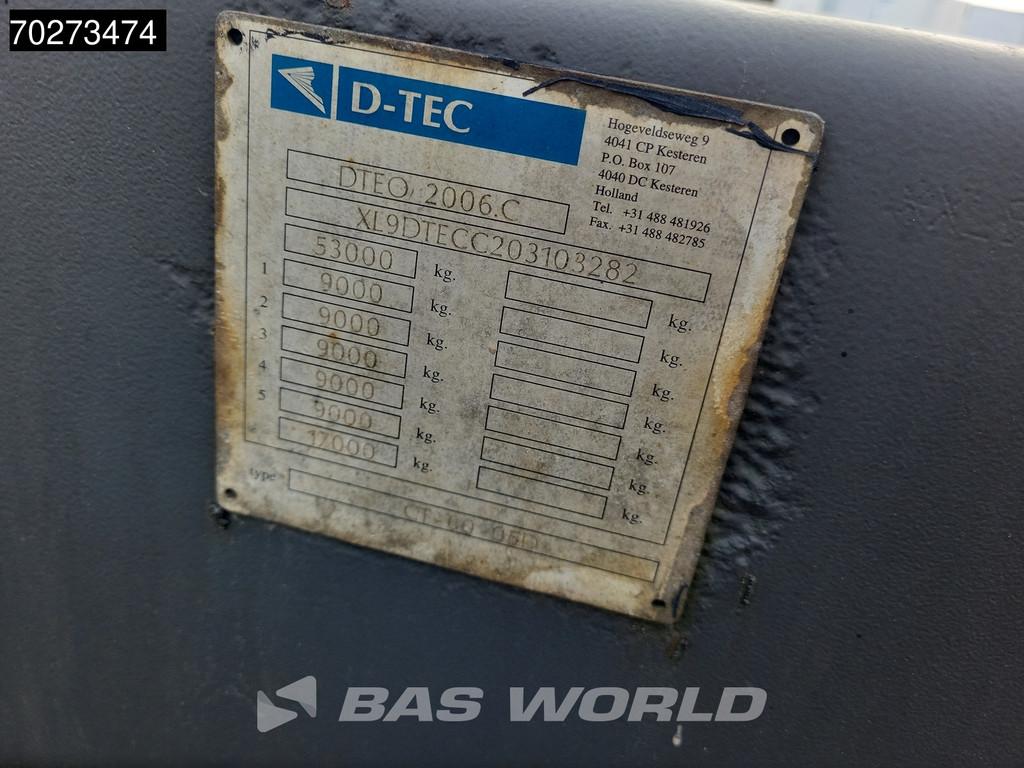 70273474
D-TEC
Hogeveldseweg 9
4041 CP Kesteren
P.O. Box 107
4040 DC Kesteren
Holland
Tel. +31 488 481926
Fax. +31 488 482785
DTEO 2006.C
XL9DTECC203103282
53000 kg. kg.
1 9000 kg. kg.
2 9000 kg. kg.
3 9000 kg. kg.
4 9000 kg. kg.
5 9000 kg. kg.
17000 kg. kg.
type
BAS WORLD